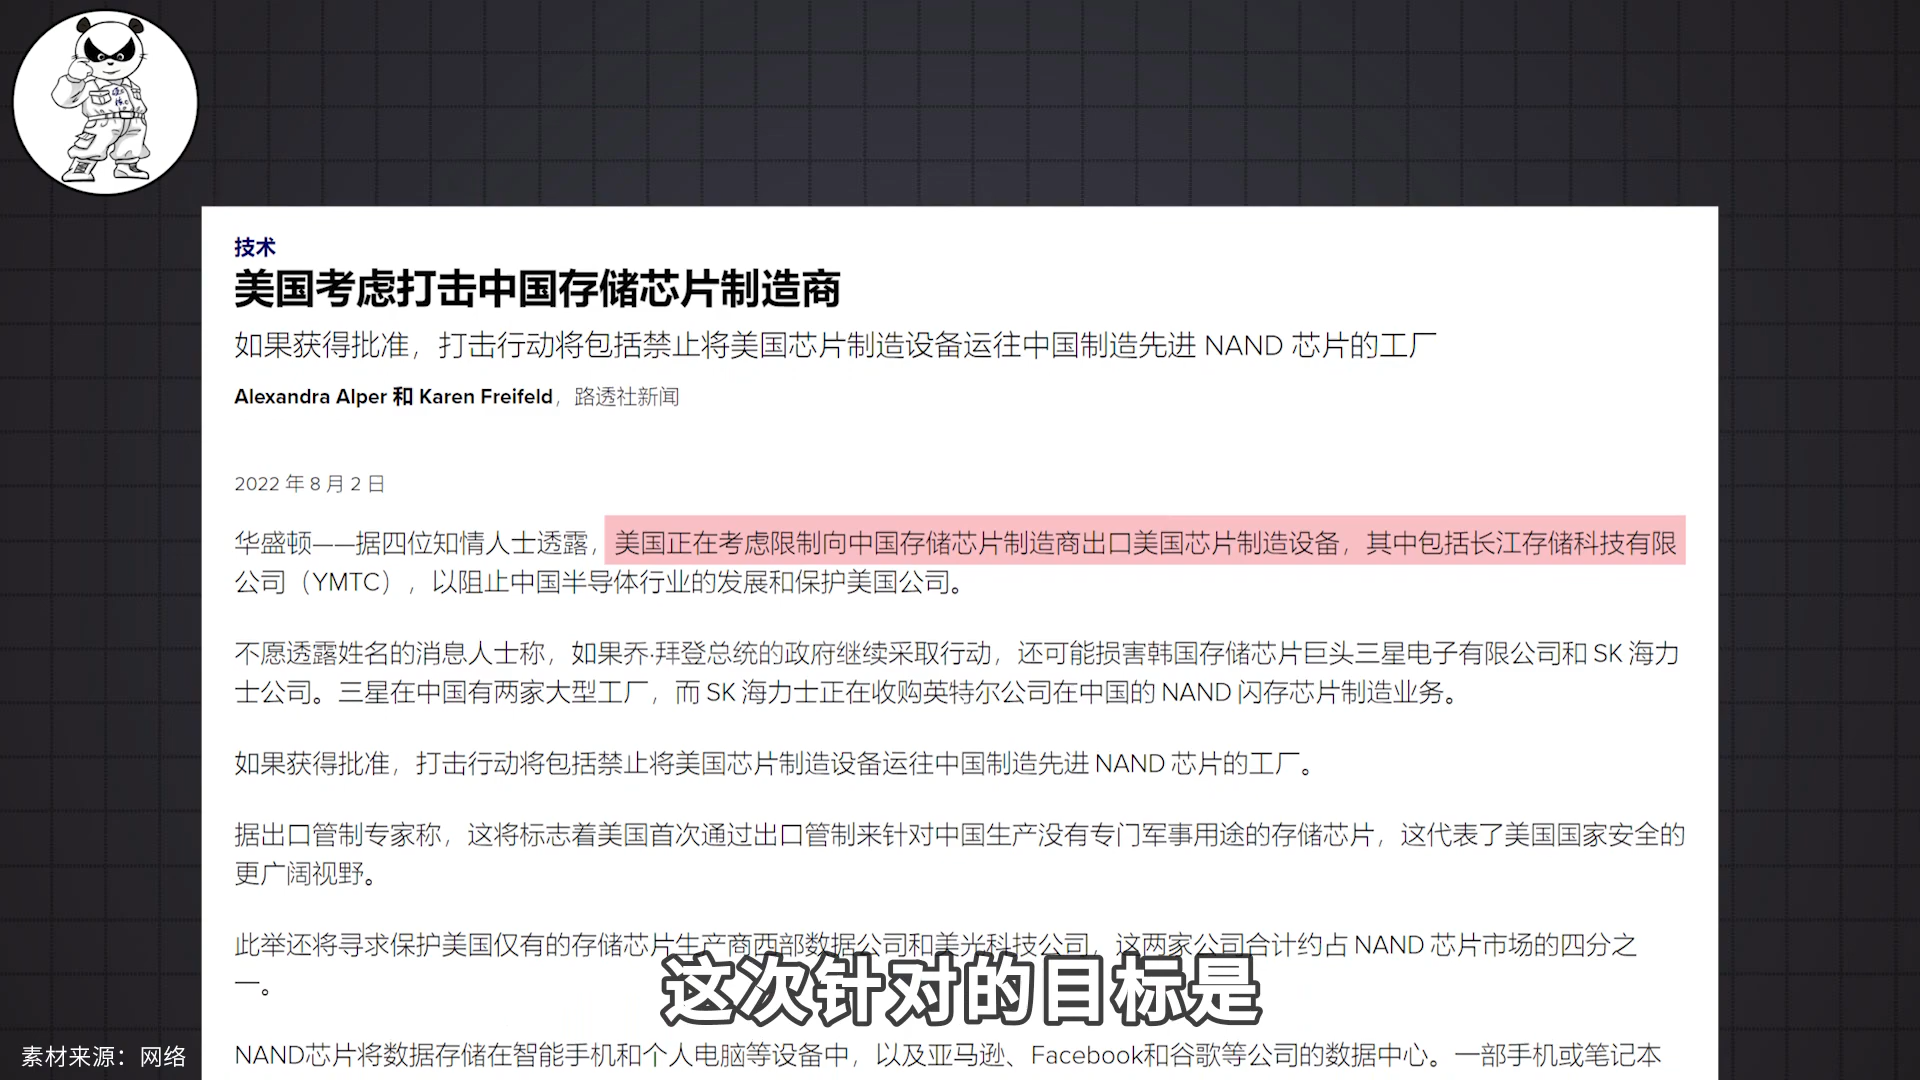 技术
美国考虑打击中国存储芯片制造商
如果获得批准，打击行动将包括禁止将美国芯片制造设备运往中国制造先进 NAND 芯片的工厂
Alexandra Alper 和 Karen Freifeld，路透社新闻
2022 年 8 月 2 日
华盛顿——据四位知情人士透露，美国正在考虑限制向中国存储芯片制造商出口美国芯片制造设备，其中包括长江存储科技有限
公司（YMTC），以阻止中国半导体行业的发展和保护美国公司。
不愿透露姓名的消息人士称，如果乔·拜登总统的政府继续采取行动，还可能损害韩国存储芯片巨头三星电子有限公司和 SK 海力
士公司。三星在中国有两家大型工厂，而 SK 海力士正在收购英特尔公司在中国的 NAND 闪存芯片制造业务。
如果获得批准，打击行动将包括禁止将美国芯片制造设备运往中国制造先进 NAND 芯片的工厂。
据出口管制专家称，这将标志着美国首次通过出口管制来针对中国生产没有专门军事用途的存储芯片，这代表了美国国家安全的
更广阔视野。
此举还将寻求保护美国仅有的存储芯片生产商西部数据公司和美光科技公司，这两家公司合计约占 NAND 芯片市场的四分之
一。
这次针对的目标是
NAND芯片将数据存储在智能手机和个人电脑等设备中，以及亚马逊、Facebook和谷歌等公司的数据中心。一部手机或笔记本
素材来源：网络